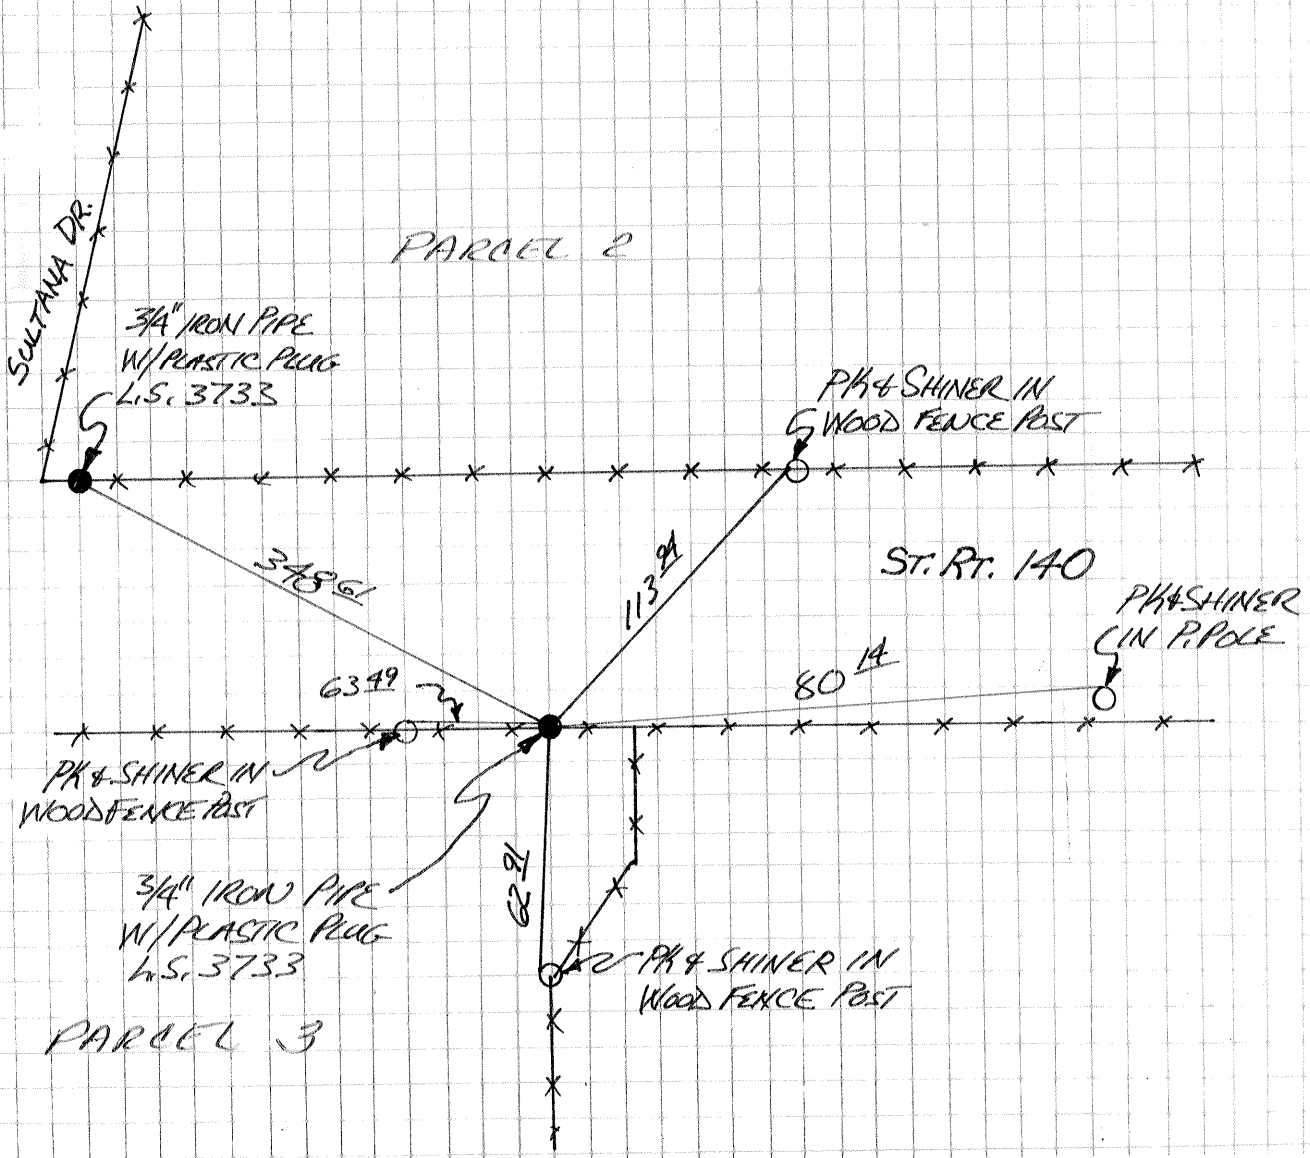 SULTANA DR.
PARCEL 2
3/4" IRON PIPE
W/PLASTIC PLUG
L.S. 3733
PK & SHINER IN
WOOD FENCE POST
348 61
113 94
ST. RT. 140
PK & SHINER
IN P. POLE
63 49
80 14
PK & SHINER IN
WOOD FENCE POST
62 91
3/4" IRON PIPE
W/PLASTIC PLUG
L.S. 3733
PK & SHINER IN
WOOD FENCE POST
PARCEL 3